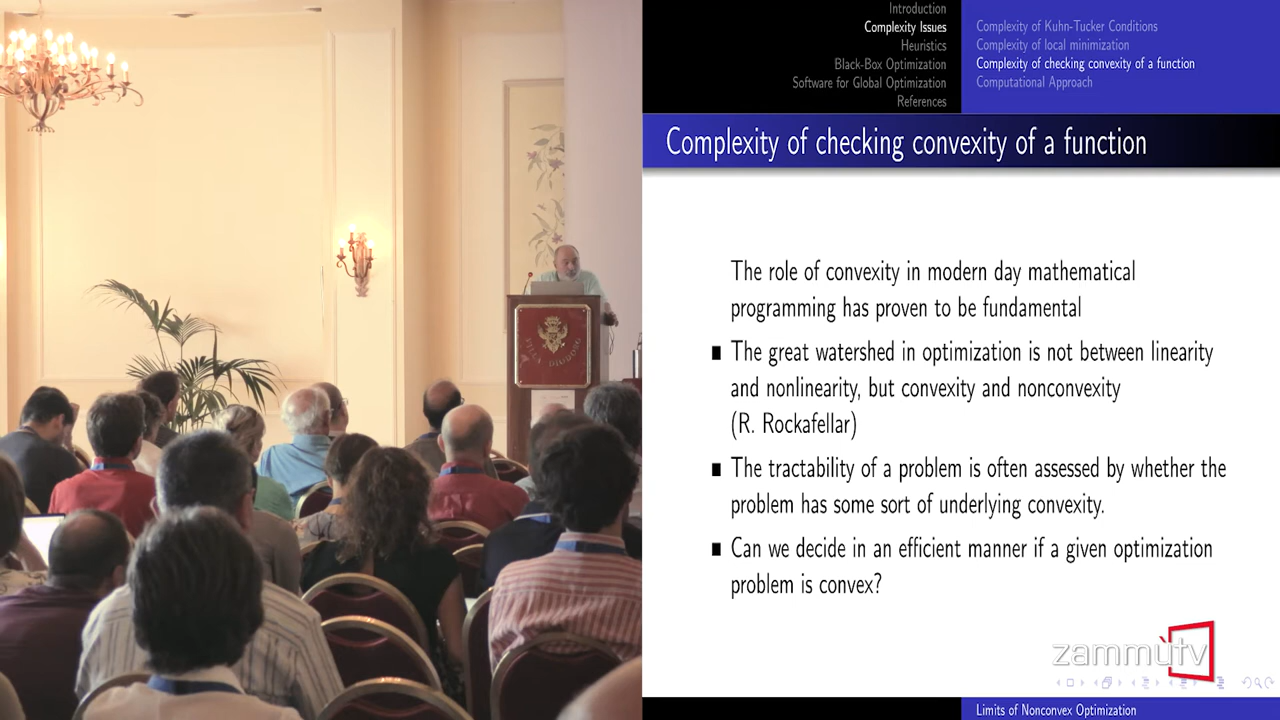 Introduction
Complexity Issues
Heuristics
Black-Box Optimization
Software for Global Optimization
References
Complexity of Kuhn-Tucker Conditions
Complexity of local minimization
Complexity of checking convexity of a function
Computational Approach
Complexity of checking convexity of a function
The role of convexity in modern day mathematical
programming has proven to be fundamental
The great watershed in optimization is not between linearity
and nonlinearity, but convexity and nonconvexity
(R. Rockafellar)
The tractability of a problem is often assessed by whether the
problem has some sort of underlying convexity.
Can we decide in an efficient manner if a given optimization
problem is convex?
zammùtv
Limits of Nonconvex Optimization
VILLA DIODORO